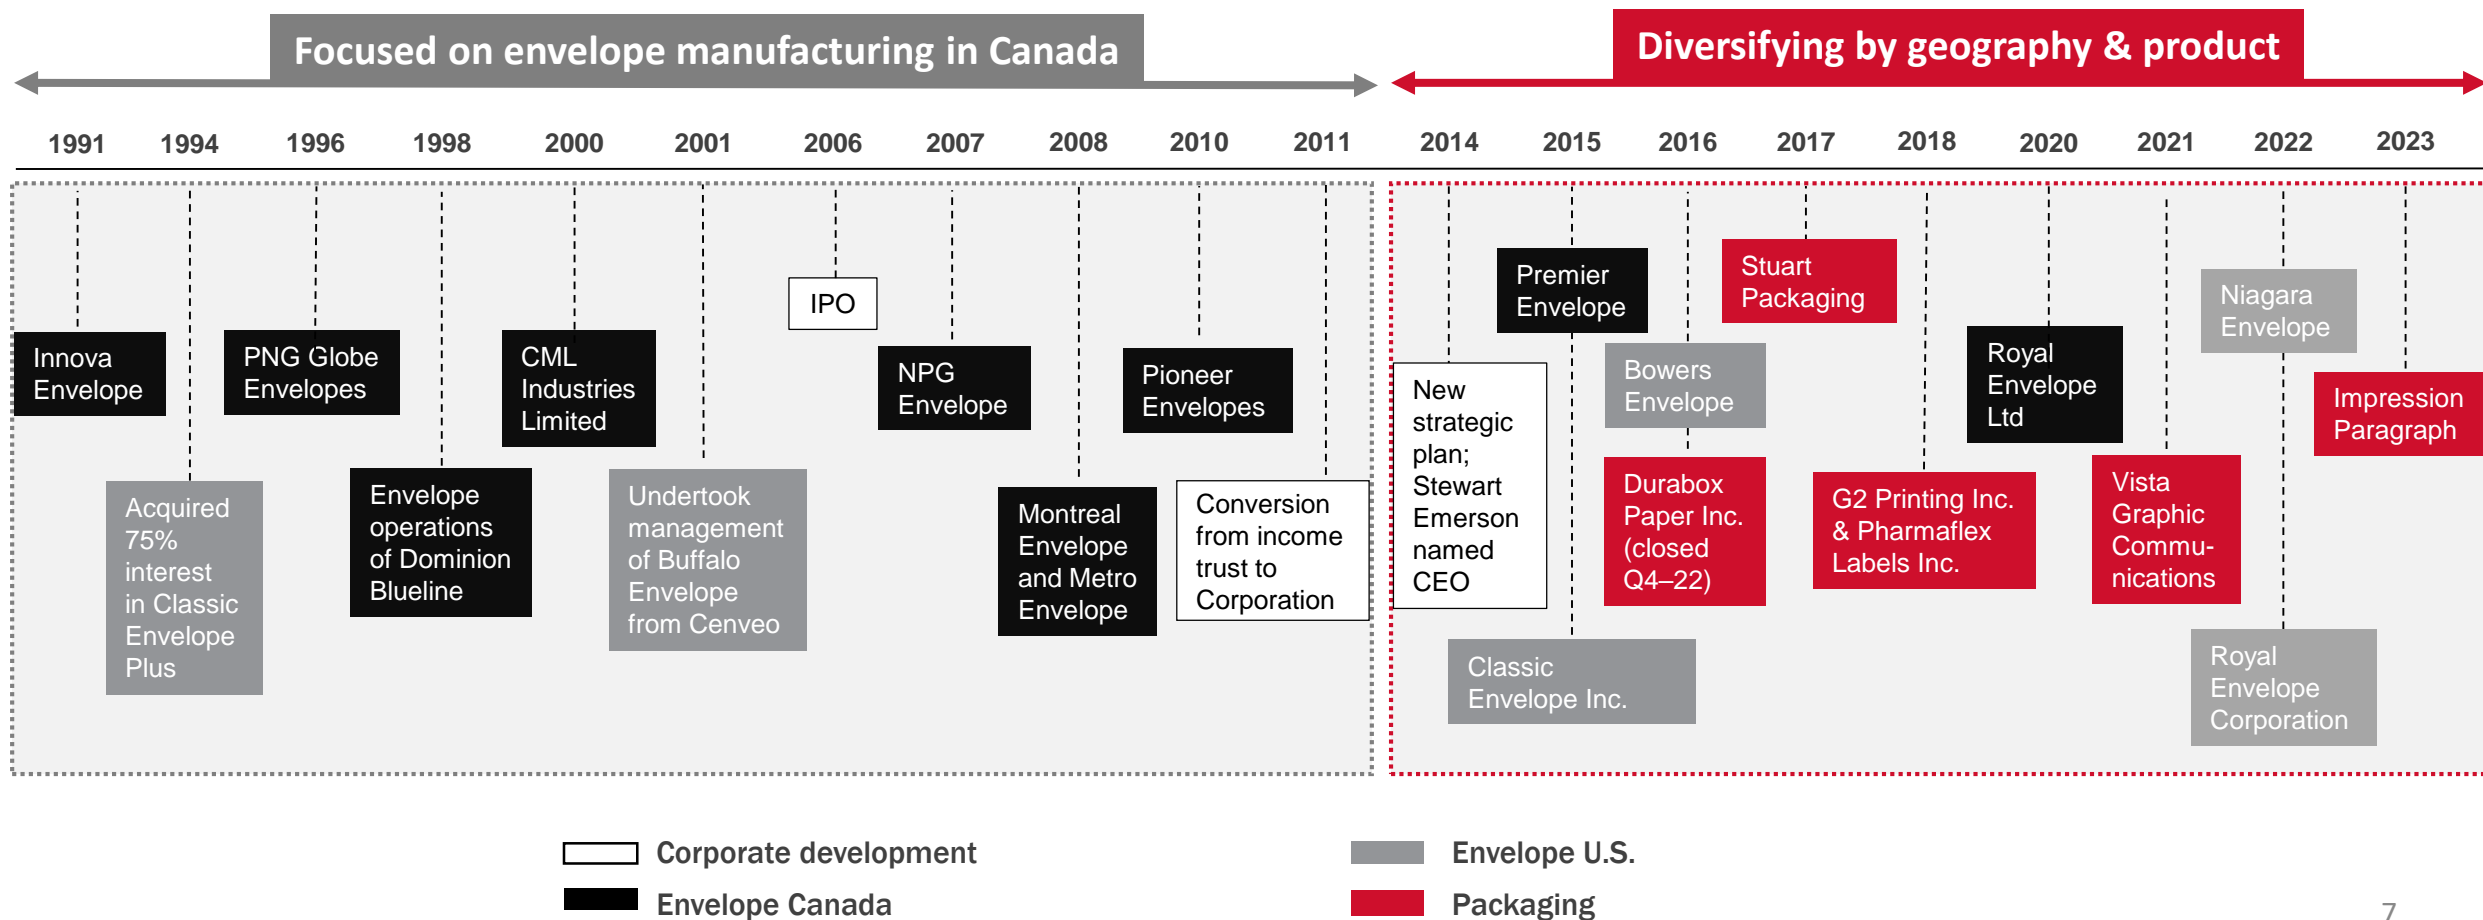 Focused on envelope manufacturing in Canada
Diversifying by geography & product
1991 1994 1996 1998 2000 2001 2006 2007 2008 2010 2011 2014 2015 2016 2017 2018 2020 2021 2022 2023
Innova
Envelope
Acquired
75%
interest
in Classic
Envelope
Plus
PNG Globe
Envelopes
Envelope
operations
of Dominion
Blueline
CML
Industries
Limited
Undertook
management
of Buffalo
Envelope
from Cenveo
IPO
NPG
Envelope
Montreal
Envelope
and Metro
Envelope
Pioneer
Envelopes
Conversion
from income
trust to
Corporation
New
strategic
plan;
Stewart
Emerson
named
CEO
Premier
Envelope
Classic
Envelope Inc.
Bowers
Envelope
Durabox
Paper Inc.
(closed
Q4–22)
Stuart
Packaging
G2 Printing Inc.
& Pharmaflex
Labels Inc.
Royal
Envelope
Ltd
Vista
Graphic
Commu-
nications
Niagara
Envelope
Royal
Envelope
Corporation
Impression
Paragraph
Corporate development
Envelope Canada
Envelope U.S.
Packaging
7